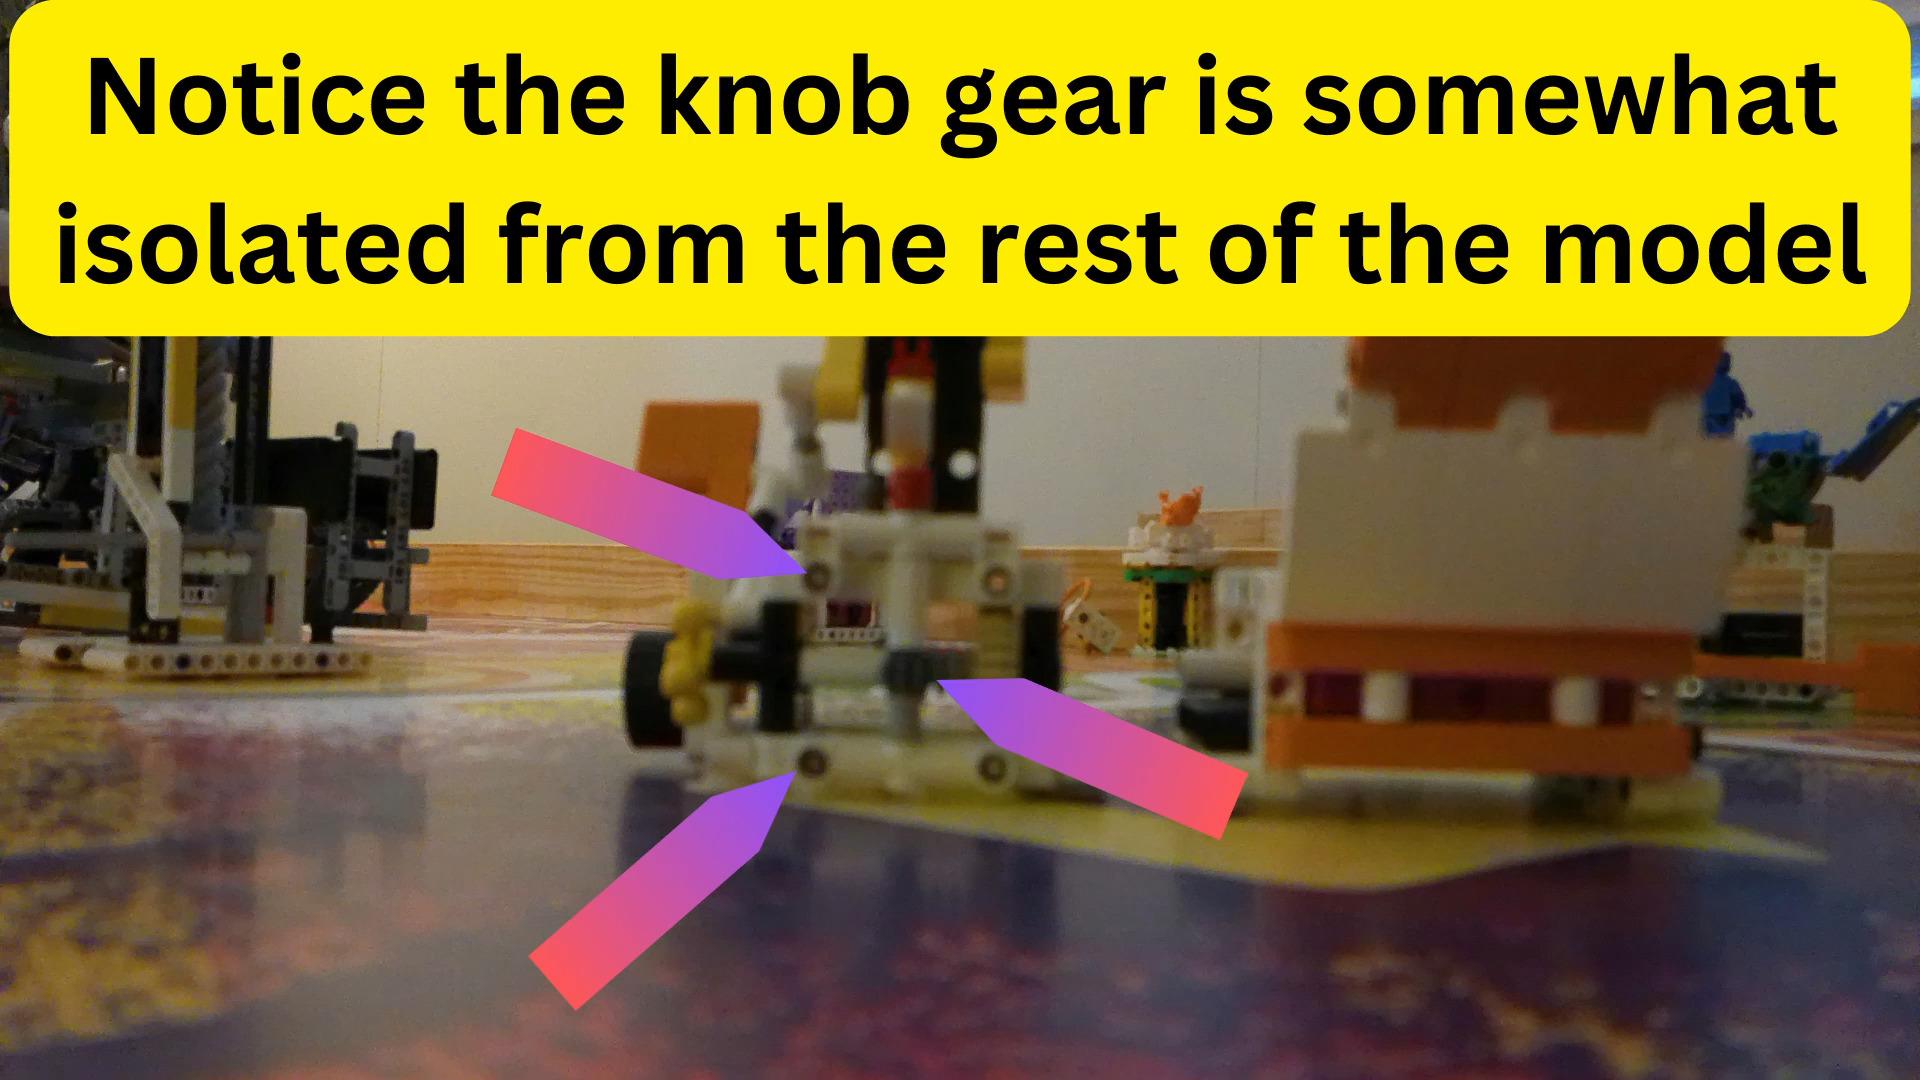 Notice the knob gear is somewhat
isolated from the rest of the model